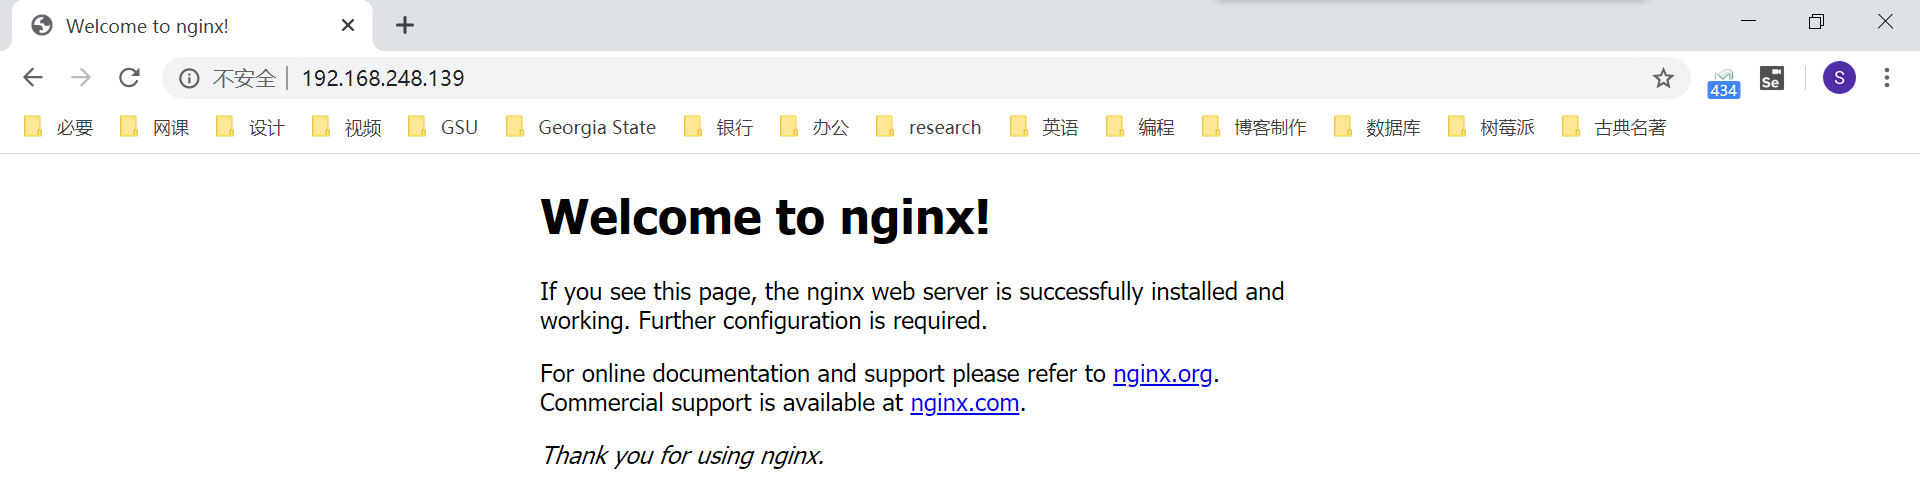 Welcome to nginx!
不安全 192.168.248.139
434 Se S
必要 网课 设计 视频 GSU Georgia State 银行 办公 research 英语 编程 博客制作 数据库 树莓派 古典名著
Welcome to nginx!
If you see this page, the nginx web server is successfully installed and
working. Further configuration is required.
For online documentation and support please refer to nginx.org.
Commercial support is available at nginx.com.
Thank you for using nginx.